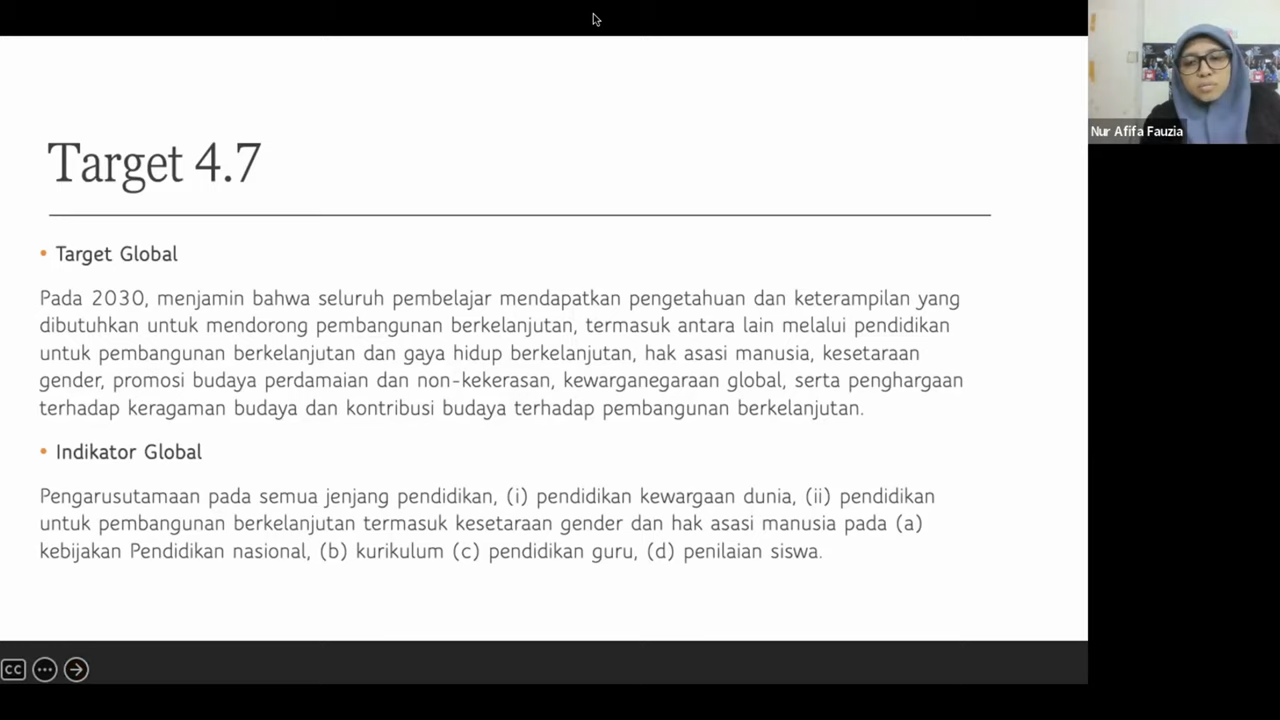 Target 4.7
• Target Global
Pada 2030, menjamin bahwa seluruh pembelajar mendapatkan pengetahuan dan keterampilan yang
dibutuhkan untuk mendorong pembangunan berkelanjutan, termasuk antara lain melalui pendidikan
untuk pembangunan berkelanjutan dan gaya hidup berkelanjutan, hak asasi manusia, kesetaraan
gender, promosi budaya perdamaian dan non-kekerasan, kewarganegaraan global, serta penghargaan
terhadap keragaman budaya dan kontribusi budaya terhadap pembangunan berkelanjutan.
• Indikator Global
Pengarusutamaan pada semua jenjang pendidikan, (i) pendidikan kewargaan dunia, (ii) pendidikan
untuk pembangunan berkelanjutan termasuk kesetaraan gender dan hak asasi manusia pada (a)
kebijakan Pendidikan nasional, (b) kurikulum (c) pendidikan guru, (d) penilaian siswa.
Nur Afifa Fauzia
CC